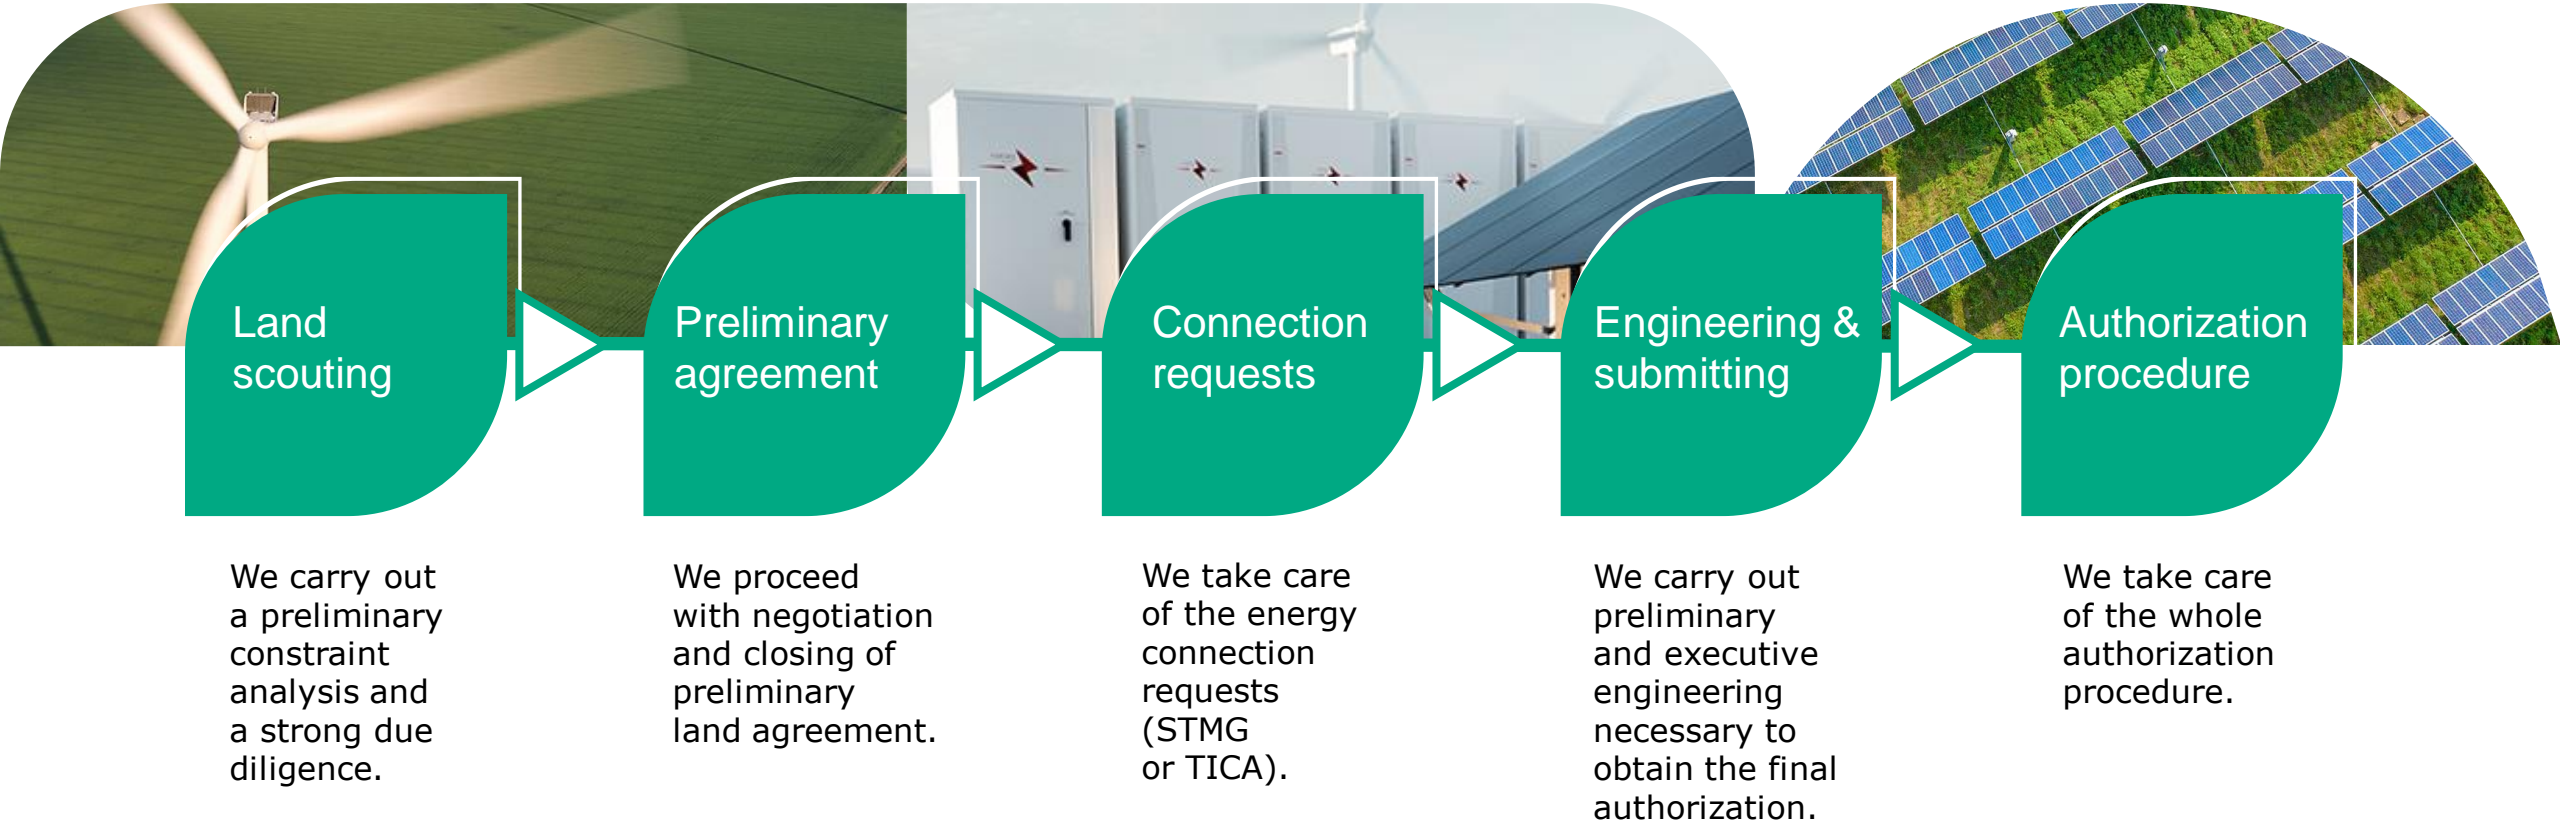 Land
scouting
Preliminary
agreement
Connection
requests
Engineering &
submitting
Authorization
procedure
We carry out
a preliminary
constraint
analysis and
a strong due
diligence.
We proceed
with negotiation
and closing of
preliminary
land agreement.
We take care
of the energy
connection
requests
(STMG
or TICA).
We carry out
preliminary
and executive
engineering
necessary to
obtain the final
authorization.
We take care
of the whole
authorization
procedure.